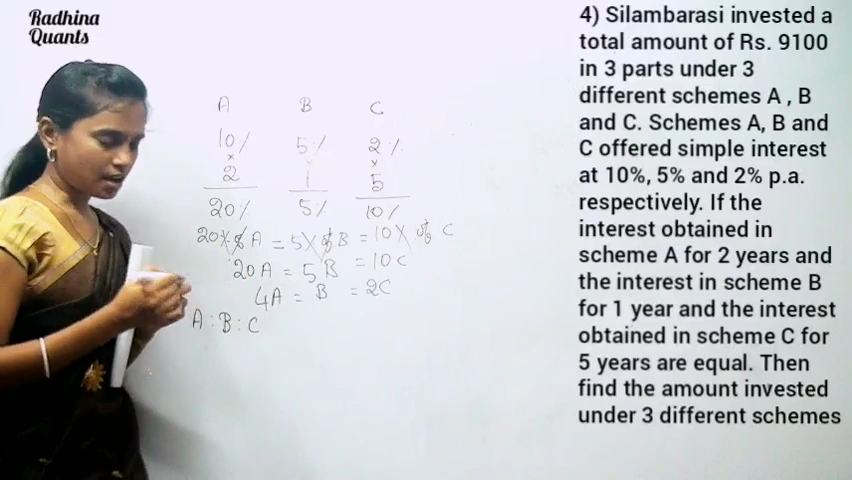 Radhina
Quants
A B C
10% 5% 2%
× × ×
2 1 5
20% 5% 10%
20% of A = 5% of B = 10% of C
20A = 5B = 10C
4A = B = 2C
A : B : C
4) Silambarasi invested a
total amount of Rs. 9100
in 3 parts under 3
different schemes A , B
and C. Schemes A, B and
C offered simple interest
at 10%, 5% and 2% p.a.
respectively. If the
interest obtained in
scheme A for 2 years and
the interest in scheme B
for 1 year and the interest
obtained in scheme C for
5 years are equal. Then
find the amount invested
under 3 different schemes